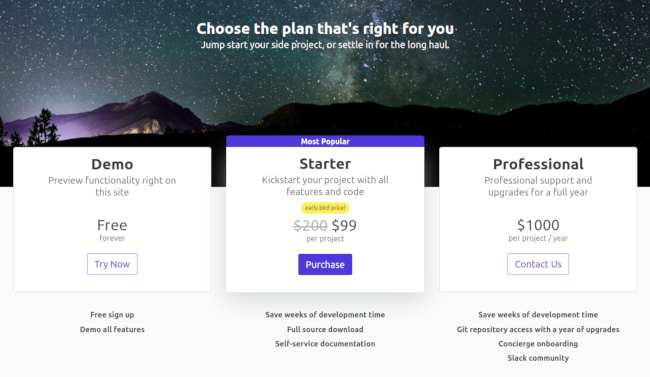 Choose the plan that's right for you
Jump start your side project, or settle in for the long haul.
Demo
Preview functionality right on
this site
Free
forever
Try Now
Most Popular
Starter
Kickstart your project with all
features and code
early bird price!
$200 $99
per project
Purchase
Professional
Professional support and
upgrades for a full year
$1000
per project / year
Contact Us
Free sign up
Demo all features
Save weeks of development time
Full source download
Self-service documentation
Save weeks of development time
Git repository access with a year of upgrades
Concierge onboarding
Slack community